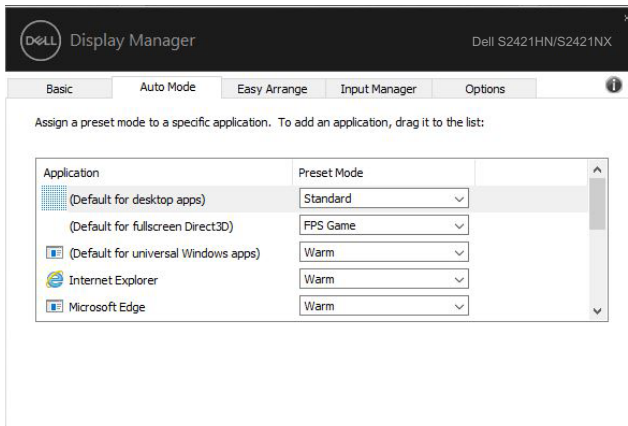 DELL Display Manager Dell S2421HN/S2421NX
Basic Auto Mode Easy Arrange Input Manager Options
Assign a preset mode to a specific application. To add an application, drag it to the list:
Application Preset Mode
(Default for desktop apps) Standard
(Default for fullscreen Direct3D) FPS Game
(Default for universal Windows apps) Warm
Internet Explorer Warm
Microsoft Edge Warm